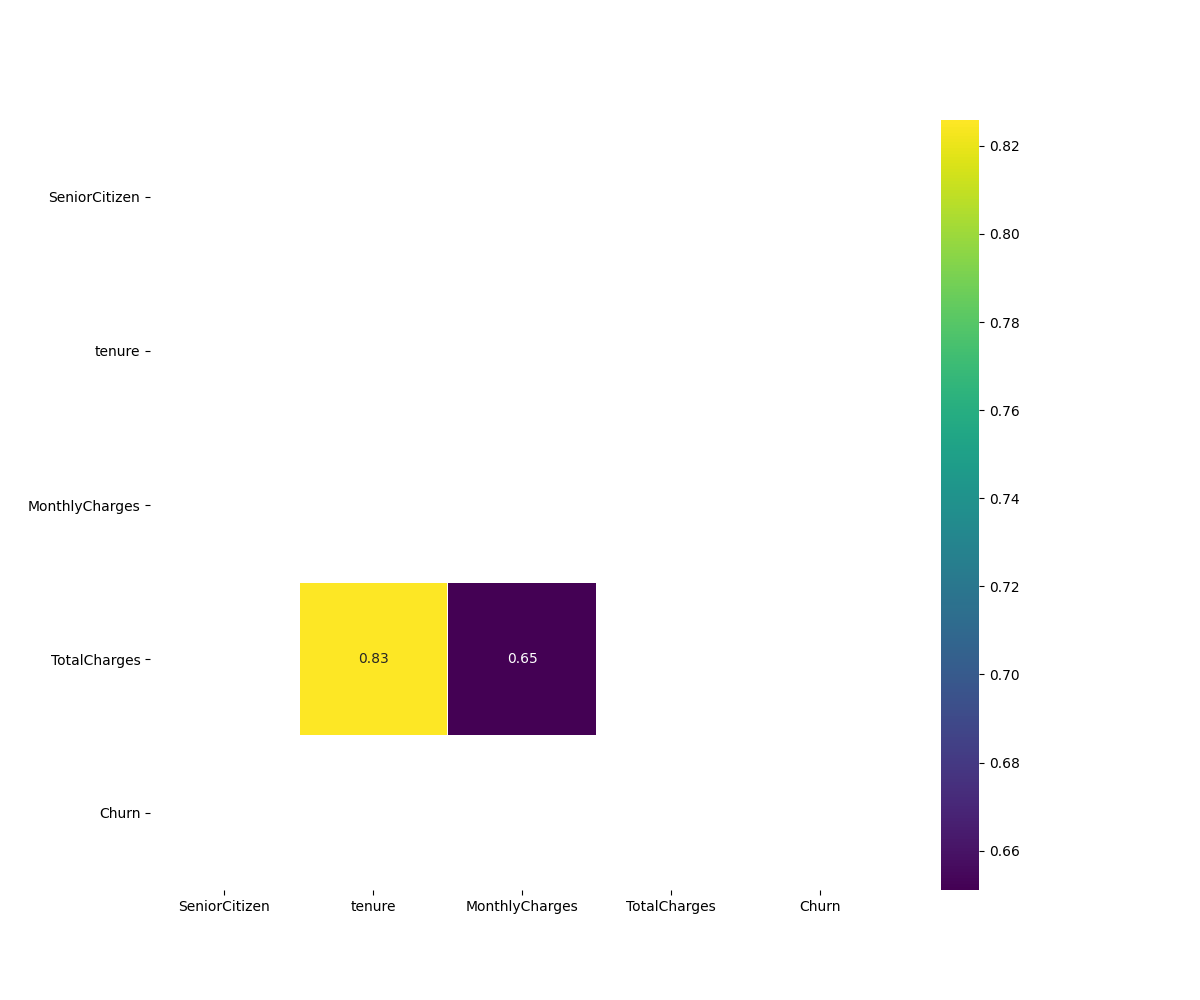 0.82
SeniorCitizen
0.80
0.78
tenure
0.76
0.74
MonthlyCharges
0.72
0.70
TotalCharges
0.83 0.65
0.68
Churn
0.66
SeniorCitizen tenure MonthlyCharges TotalCharges Churn